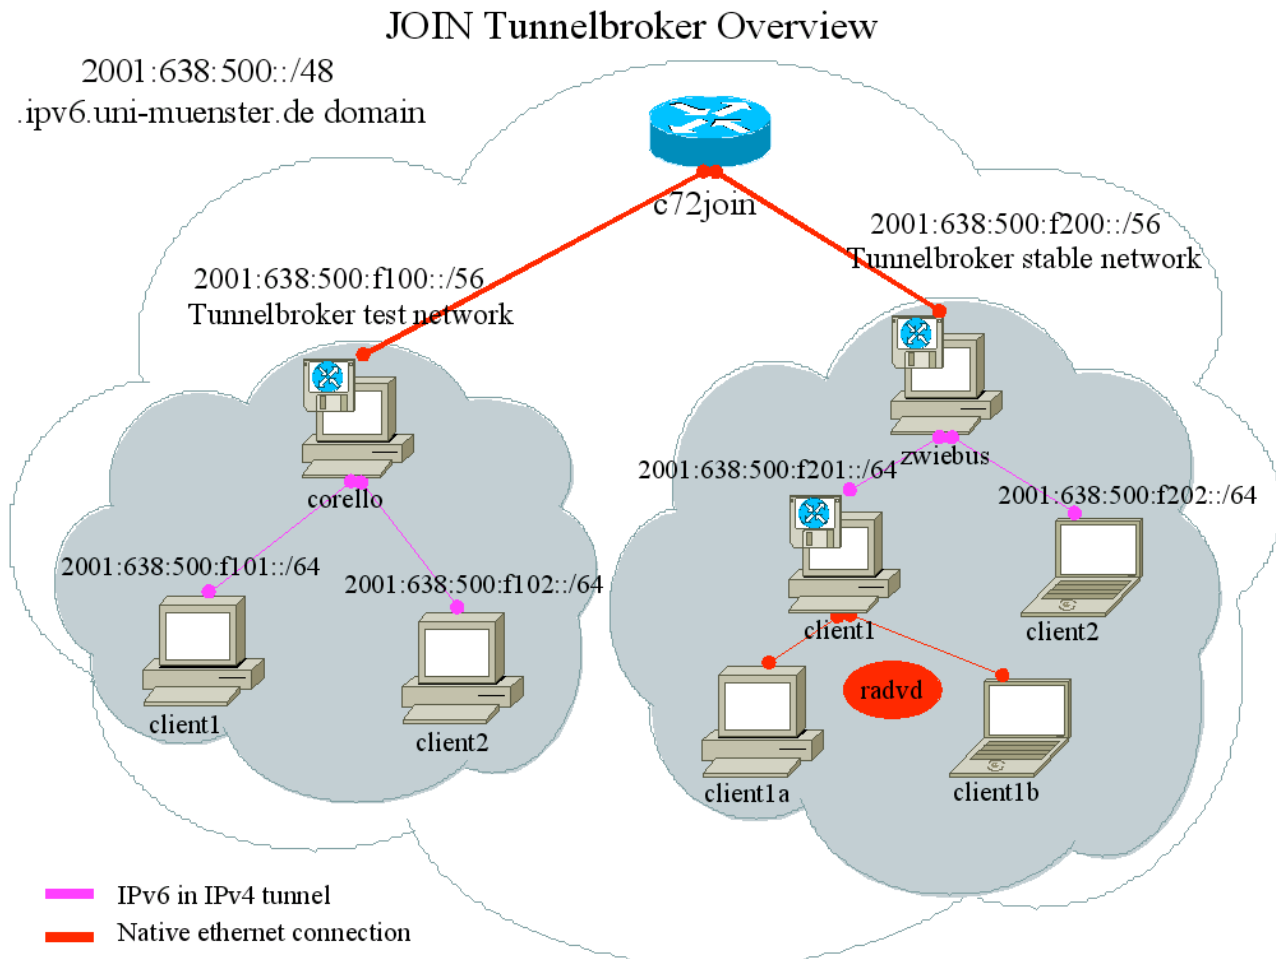 JOIN Tunnelbroker Overview
2001:638:500::/48
.ipv6.uni-muenster.de domain
c72join
2001:638:500:f200::/56
Tunnelbroker stable network
2001:638:500:f100::/56
Tunnelbroker test network
zwiebus
2001:638:500:f201::/64
2001:638:500:f202::/64
corello
2001:638:500:f101::/64
2001:638:500:f102::/64
client1
client2
radvd
client1
client2
client1a
client1b
IPv6 in IPv4 tunnel
Native ethernet connection